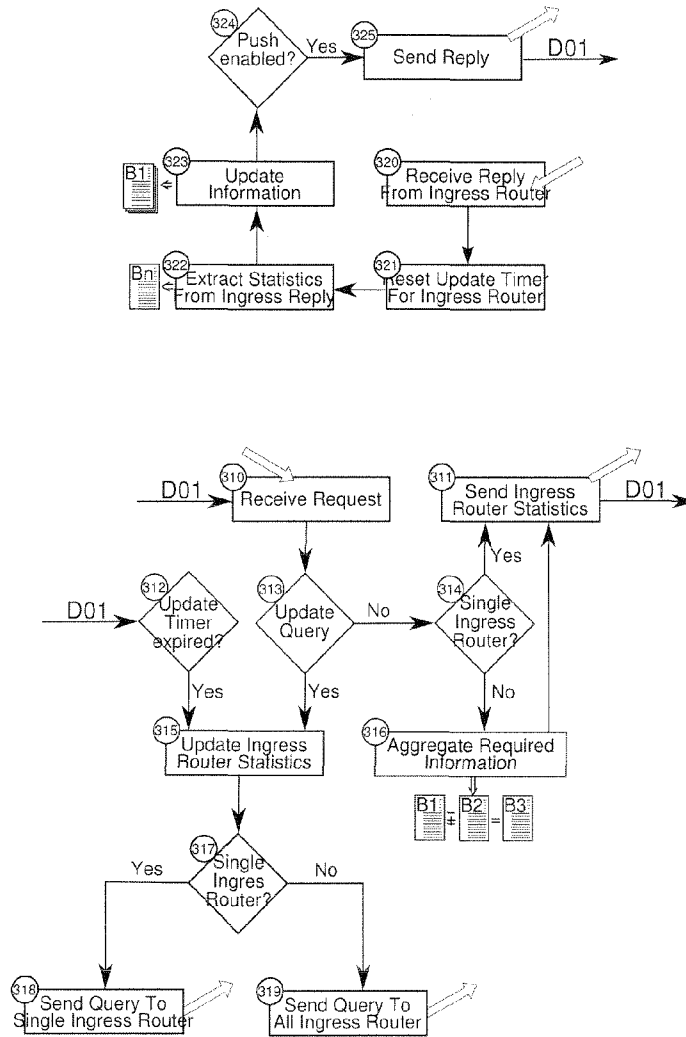 324
Push
enabled?
Yes
325
Send Reply
D01
323
B1
Update
Information
320
Receive Reply
From Ingress Router
322
Bn
Extract Statistics
From Ingress Reply
321
Reset Update Timer
For Ingress Router
310
D01
Receive Request
311
Send Ingress
Router Statistics
D01
Yes
312
D01
Update
Timer
expired?
313
Update
Query
No
314
Single
Ingress
Router?
Yes
Yes
No
315
Update Ingress
Router Statistics
316
Aggregate Required
Information
B1 + B2 = B3
317
Single
Ingres
Router?
Yes
No
318
Send Query To
Single Ingress Router
319
Send Query To
All Ingress Router